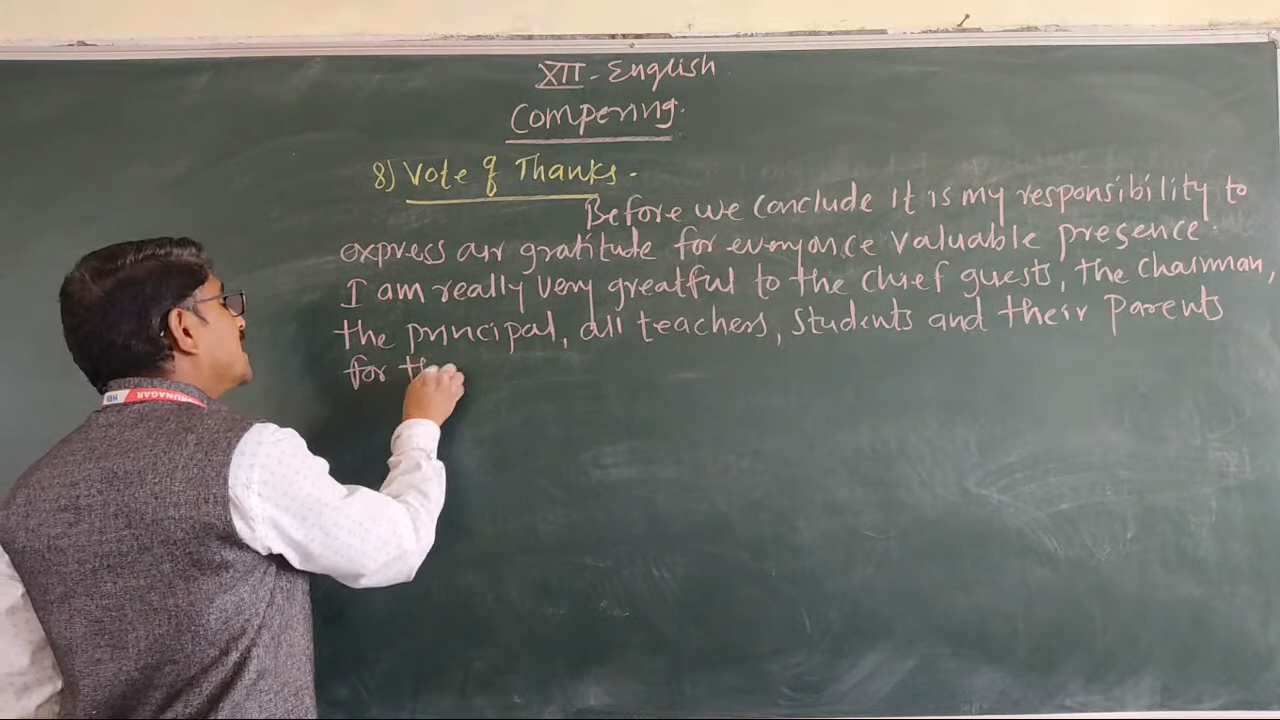 XII - English
Compering.
8) Vote of Thanks -
Before we conclude it is my responsibility to
express our gratitude for everyonce valuable presence.
I am really very greatful to the chief guests, the chairman,
the principal, all teachers, students and their parents
for th